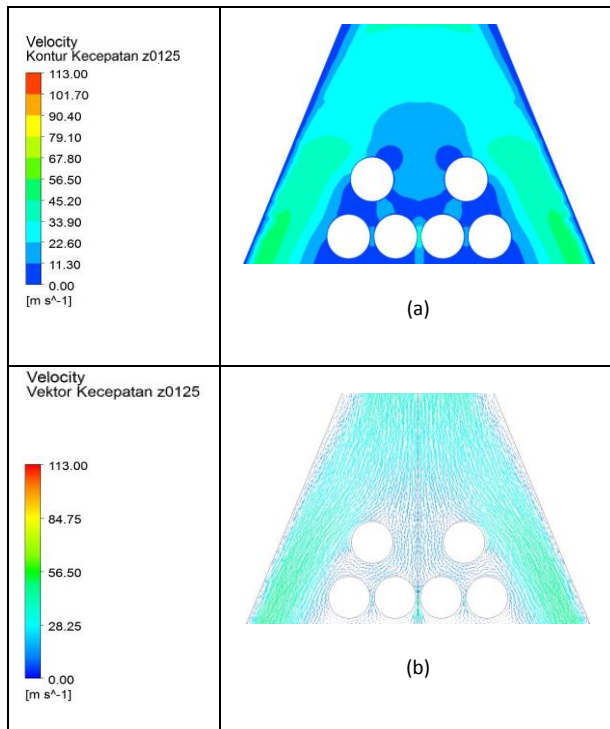 Velocity
Kontur Kecepatan z0125
113.00
101.70
90.40
79.10
67.80
56.50
45.20
33.90
22.60
11.30
0.00
[m s^-1]
(a)
Velocity
Vektor Kecepatan z0125
113.00
84.75
56.50
28.25
0.00
[m s^-1]
(b)